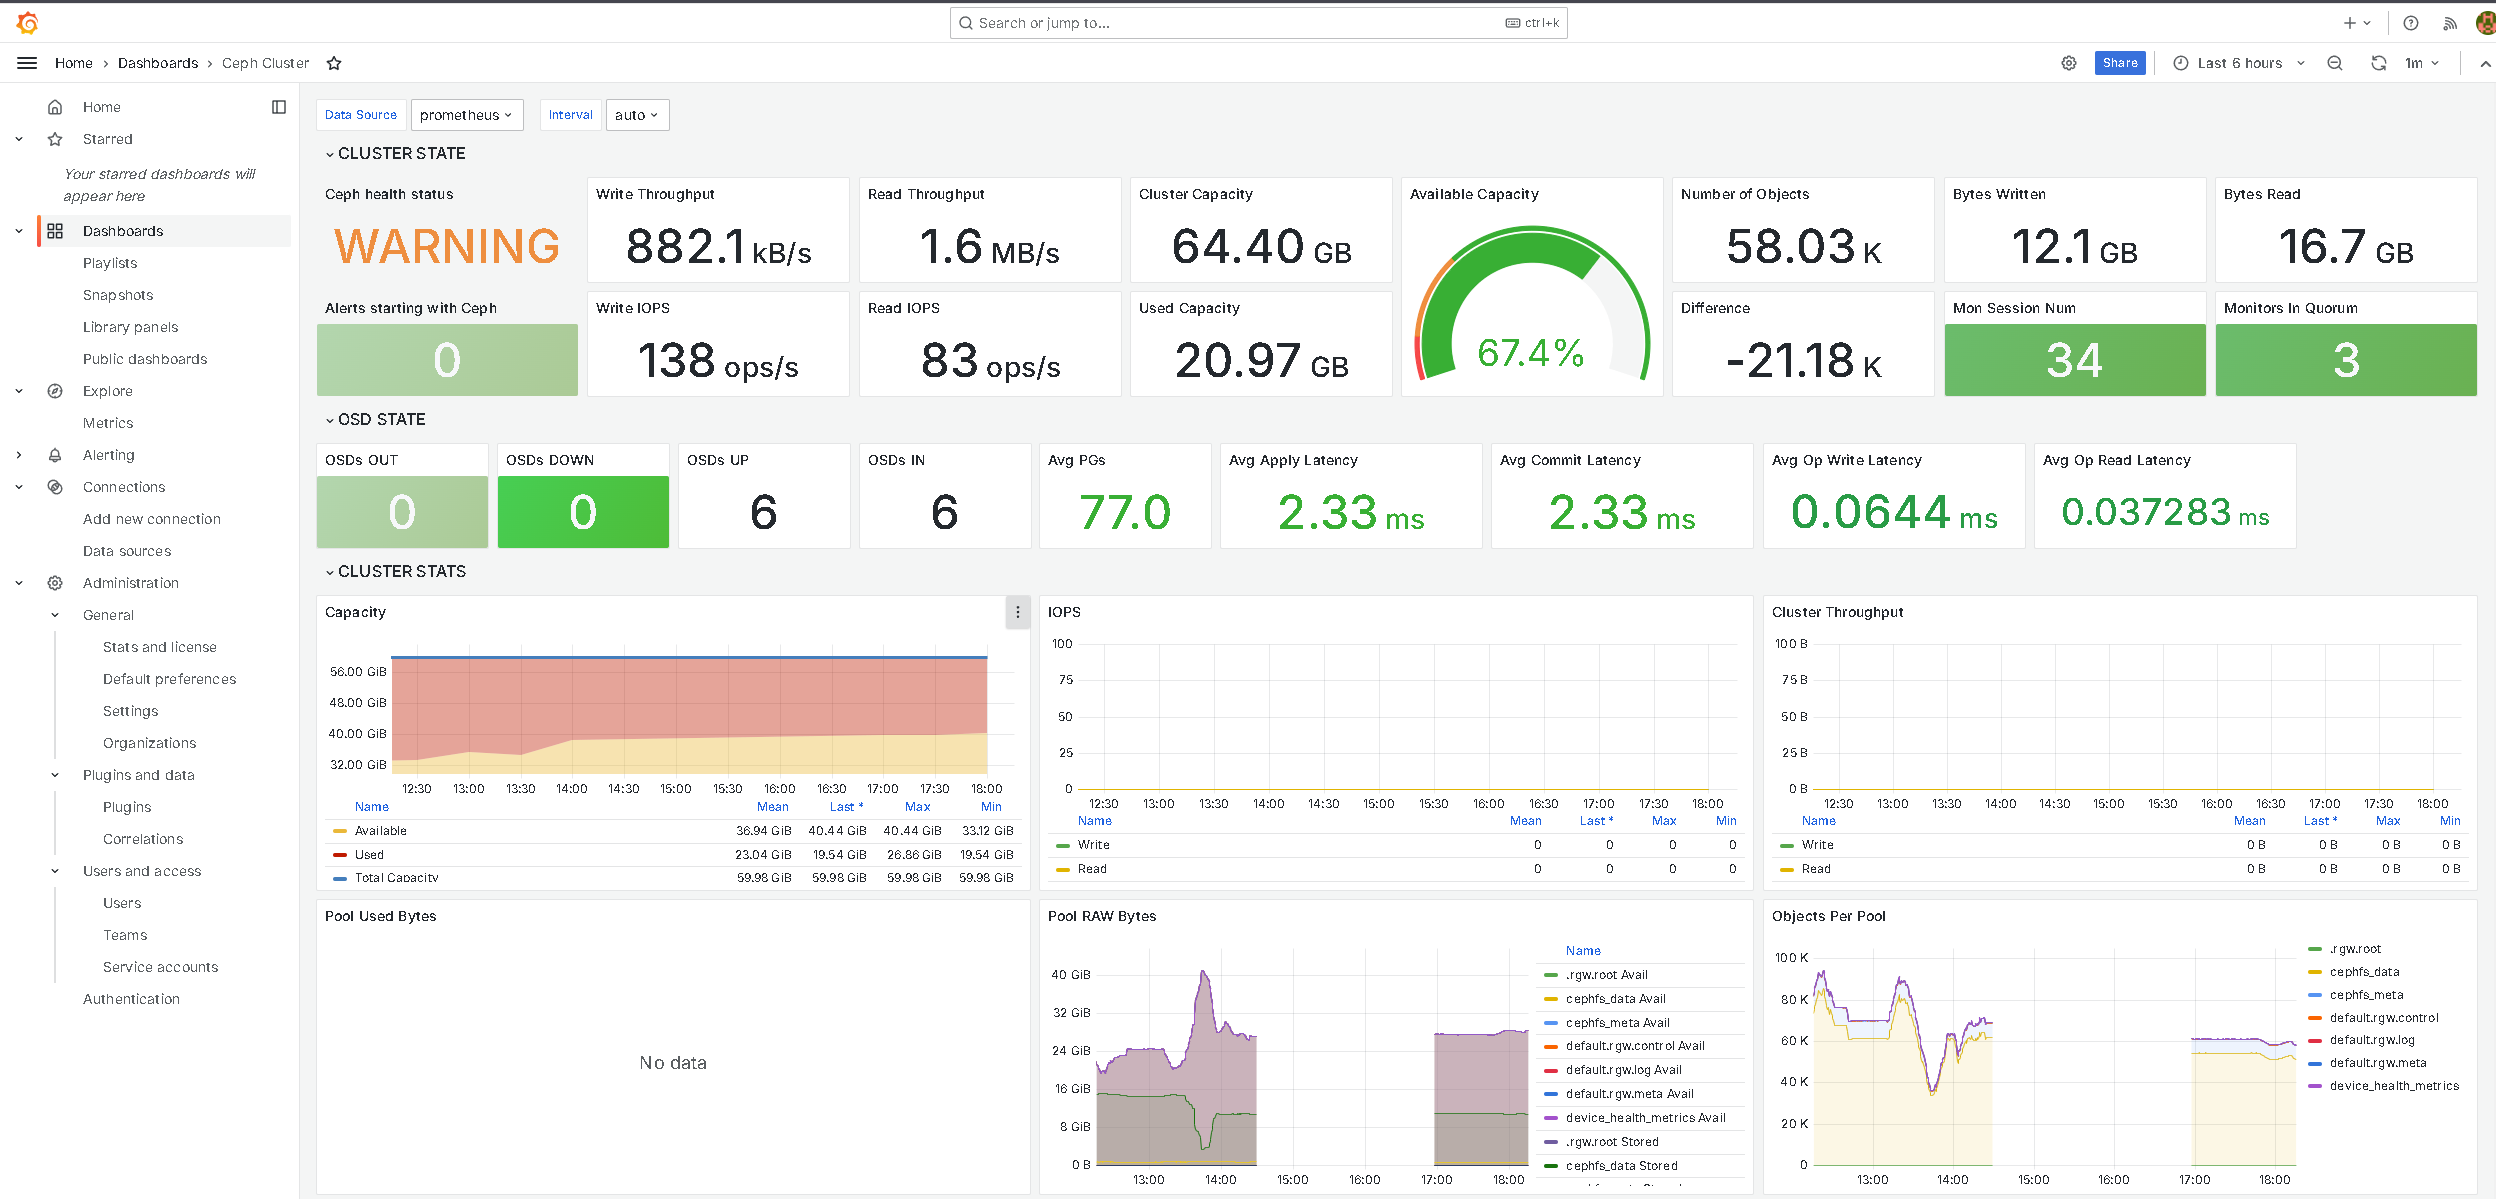 Search or jump to...
ctrl+k
Home › Dashboards › Ceph Cluster
Share
Last 6 hours
1m
Home
Starred
Your starred dashboards will
appear here
Dashboards
Playlists
Snapshots
Library panels
Public dashboards
Explore
Metrics
Alerting
Connections
Add new connection
Data sources
Administration
General
Stats and license
Default preferences
Settings
Organizations
Plugins and data
Plugins
Correlations
Users and access
Users
Teams
Service accounts
Authentication
Data Source prometheus Interval auto
CLUSTER STATE
Ceph health status
WARNING
Write Throughput
882.1 kB/s
Read Throughput
1.6 MB/s
Cluster Capacity
64.40 GB
Available Capacity
67.4%
Number of Objects
58.03 K
Bytes Written
12.1 GB
Bytes Read
16.7 GB
Alerts starting with Ceph
0
Write IOPS
138 ops/s
Read IOPS
83 ops/s
Used Capacity
20.97 GB
Difference
-21.18 K
Mon Session Num
34
Monitors In Quorum
3
OSD STATE
OSDs OUT
0
OSDs DOWN
0
OSDs UP
6
OSDs IN
6
Avg PGs
77.0
Avg Apply Latency
2.33 ms
Avg Commit Latency
2.33 ms
Avg Op Write Latency
0.0644 ms
Avg Op Read Latency
0.037283 ms
CLUSTER STATS
Capacity
56.00 GiB
48.00 GiB
40.00 GiB
32.00 GiB
12:30 13:00 13:30 14:00 14:30 15:00 15:30 16:00 16:30 17:00 17:30 18:00
Name Mean Last * Max Min
Available 36.94 GiB 40.44 GiB 40.44 GiB 33.12 GiB
Used 23.04 GiB 19.54 GiB 26.86 GiB 19.54 GiB
Total Capacity 59.98 GiB 59.98 GiB 59.98 GiB 59.98 GiB
IOPS
100
75
50
25
0
12:30 13:00 13:30 14:00 14:30 15:00 15:30 16:00 16:30 17:00 17:30 18:00
Name Mean Last * Max Min
Write 0 0 0 0
Read 0 0 0 0
Cluster Throughput
100 B
75 B
50 B
25 B
0 B
12:30 13:00 13:30 14:00 14:30 15:00 15:30 16:00 16:30 17:00 17:30 18:00
Name Mean Last * Max Min
Write 0 B 0 B 0 B 0 B
Read 0 B 0 B 0 B 0 B
Pool Used Bytes
No data
Pool RAW Bytes
40 GiB
32 GiB
24 GiB
16 GiB
8 GiB
0 B
13:00 14:00 15:00 16:00 17:00 18:00
Name
.rgw.root Avail
cephfs_data Avail
cephfs_meta Avail
default.rgw.control Avail
default.rgw.log Avail
default.rgw.meta Avail
device_health_metrics Avail
.rgw.root Stored
cephfs_data Stored
Objects Per Pool
100 K
80 K
60 K
40 K
20 K
0
13:00 14:00 15:00 16:00 17:00 18:00
.rgw.root
cephfs_data
cephfs_meta
default.rgw.control
default.rgw.log
default.rgw.meta
device_health_metrics